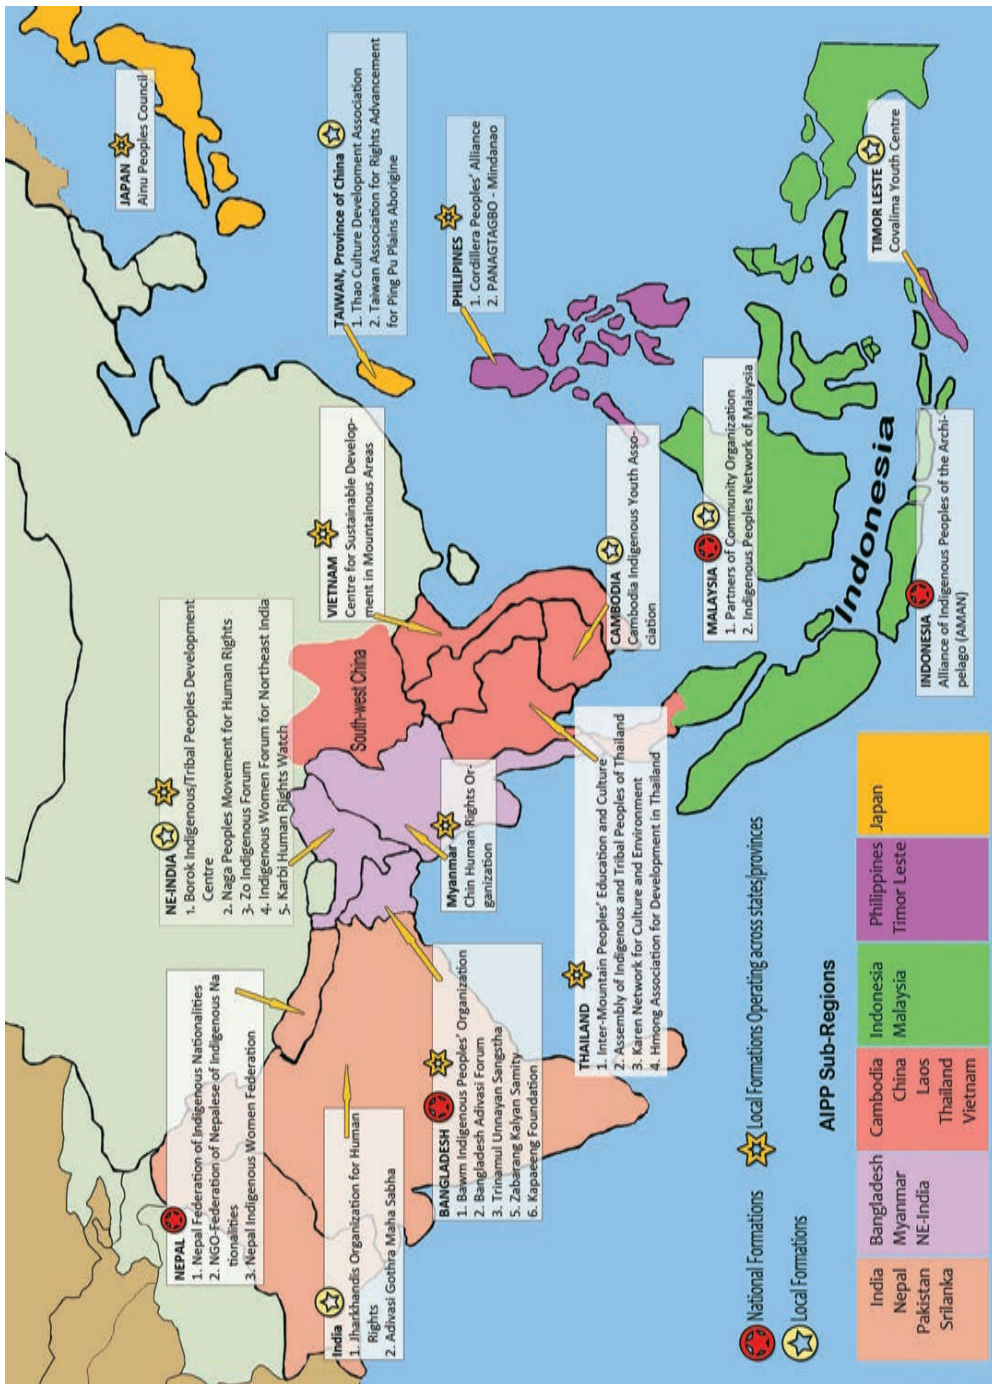 NEPAL
1. Nepal Federation of Indigenous Nationalities
2. NGO-Federation of Nepalese of Indigenous Na
tionalities
3. Nepal Indigenous Women Federation
NE-INDIA
1. Borok Indigenous/Tribal Peoples Development
Centre
2. Naga Peoples Movement for Human Rights
3- Zo Indigenous Forum
4. Indigenous Women Forum for Northeast India
5- Karbi Human Rights Watch
VIETNAM
Centre for Sustainable Develop-
ment in Mountainous Areas
TAIWAN, Province of China
1. Thao Culture Development Association
2. Taiwan Association for Rights Advancement
for Ping Pu Plains Aborigine
JAPAN
Ainu Peoples Council
India
1. Jharkhandis Organization for Human
Rights
2. Adivasi Gothra Maha Sabha
South-west China
BANGLADESH
1. Bawm Indigenous Peoples' Organization
2. Bangladesh Adivasi Forum
3. Trinamul Unnayan Sangstha
5. Zabarang Kalyan Samity
6. Kapaeeng Foundation
Myanmar
Chin Human Rights Or-
ganization
PHILIPINES
1. Cordillera Peoples' Alliance
2. PANAGTAGBO - Mindanao
THAILAND
1. Inter-Mountain Peoples' Education and Culture
2. Assembly of Indigenous and Tribal Peoples of Thailand
3. Karen Network for Culture and Environment
4. Hmong Association for Development in Thailand
CAMBODIA
Cambodia Indigenous Youth Asso-
ciation
MALAYSIA
1. Partners of Community Organization
2. Indigenous Peoples Network of Malaysia
TIMOR LESTE
Covalima Youth Centre
Indonesia
INDONESIA
Alliance of Indigenous Peoples of the Archi-
pelago (AMAN)
National Formations
Local Formations Operating across states/provinces
Local Formations
AIPP Sub-Regions
India
Nepal
Pakistan
Srilanka
Bangladesh
Myanmar
NE-India
Cambodia
China
Laos
Thailand
Vietnam
Indonesia
Malaysia
Philippines
Timor Leste
Japan